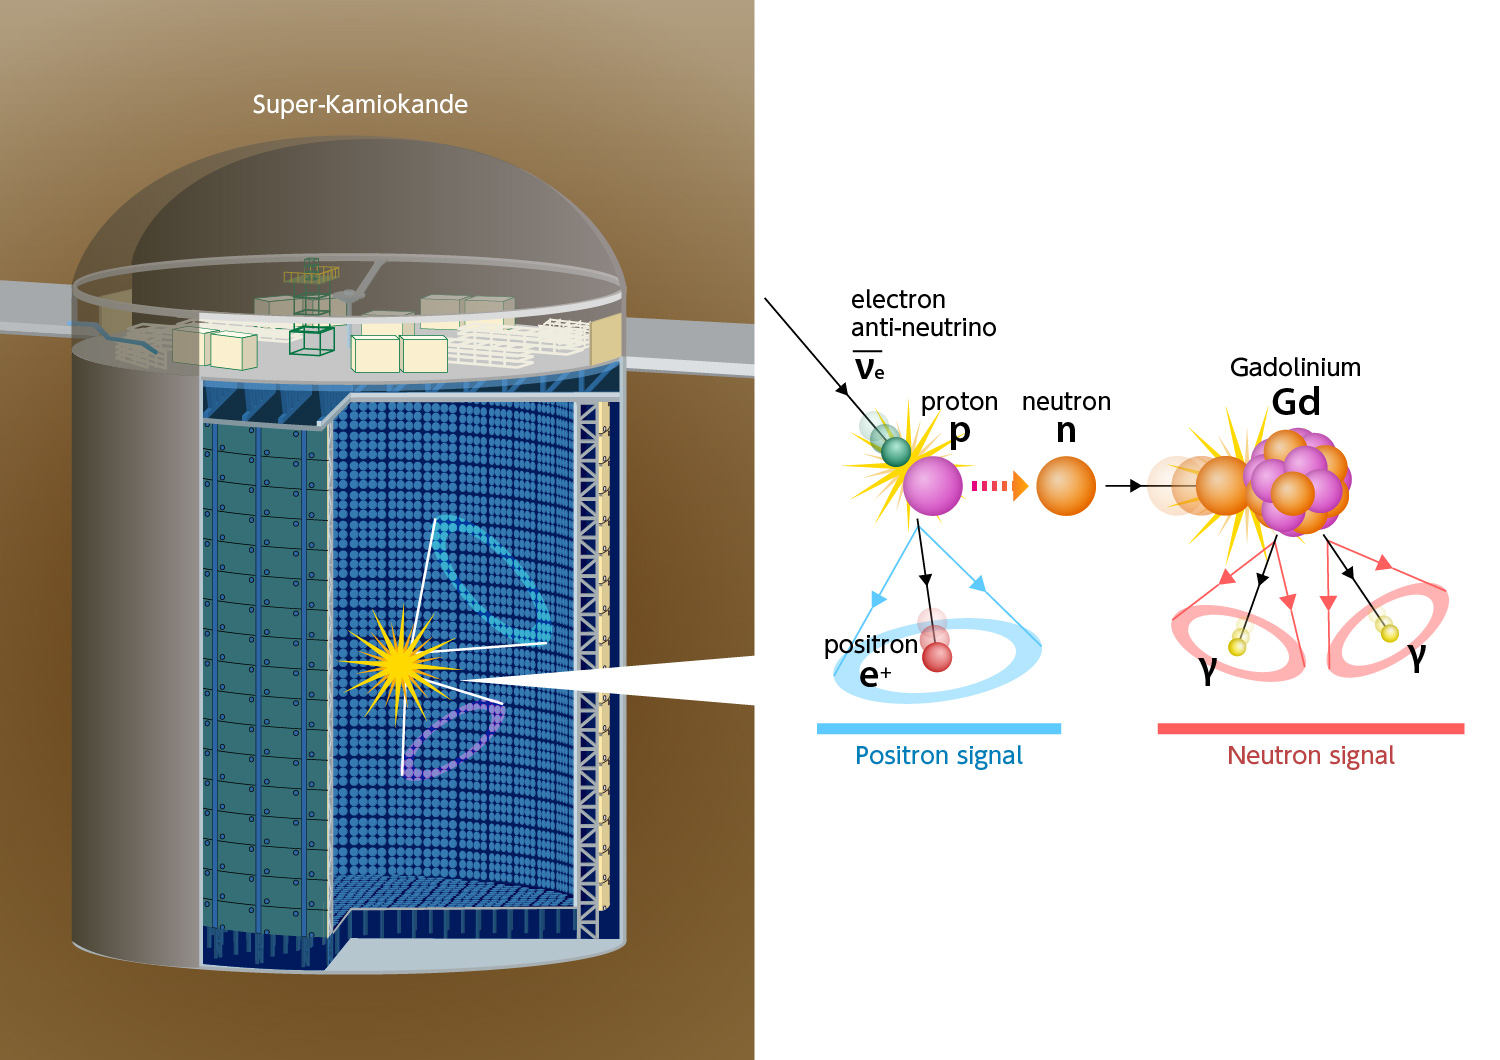 Super-Kamiokande
electron
anti-neutrino
ν̅e
proton
p
neutron
n
Gadolinium
Gd
positron
e+
γ
γ
Positron signal
Neutron signal